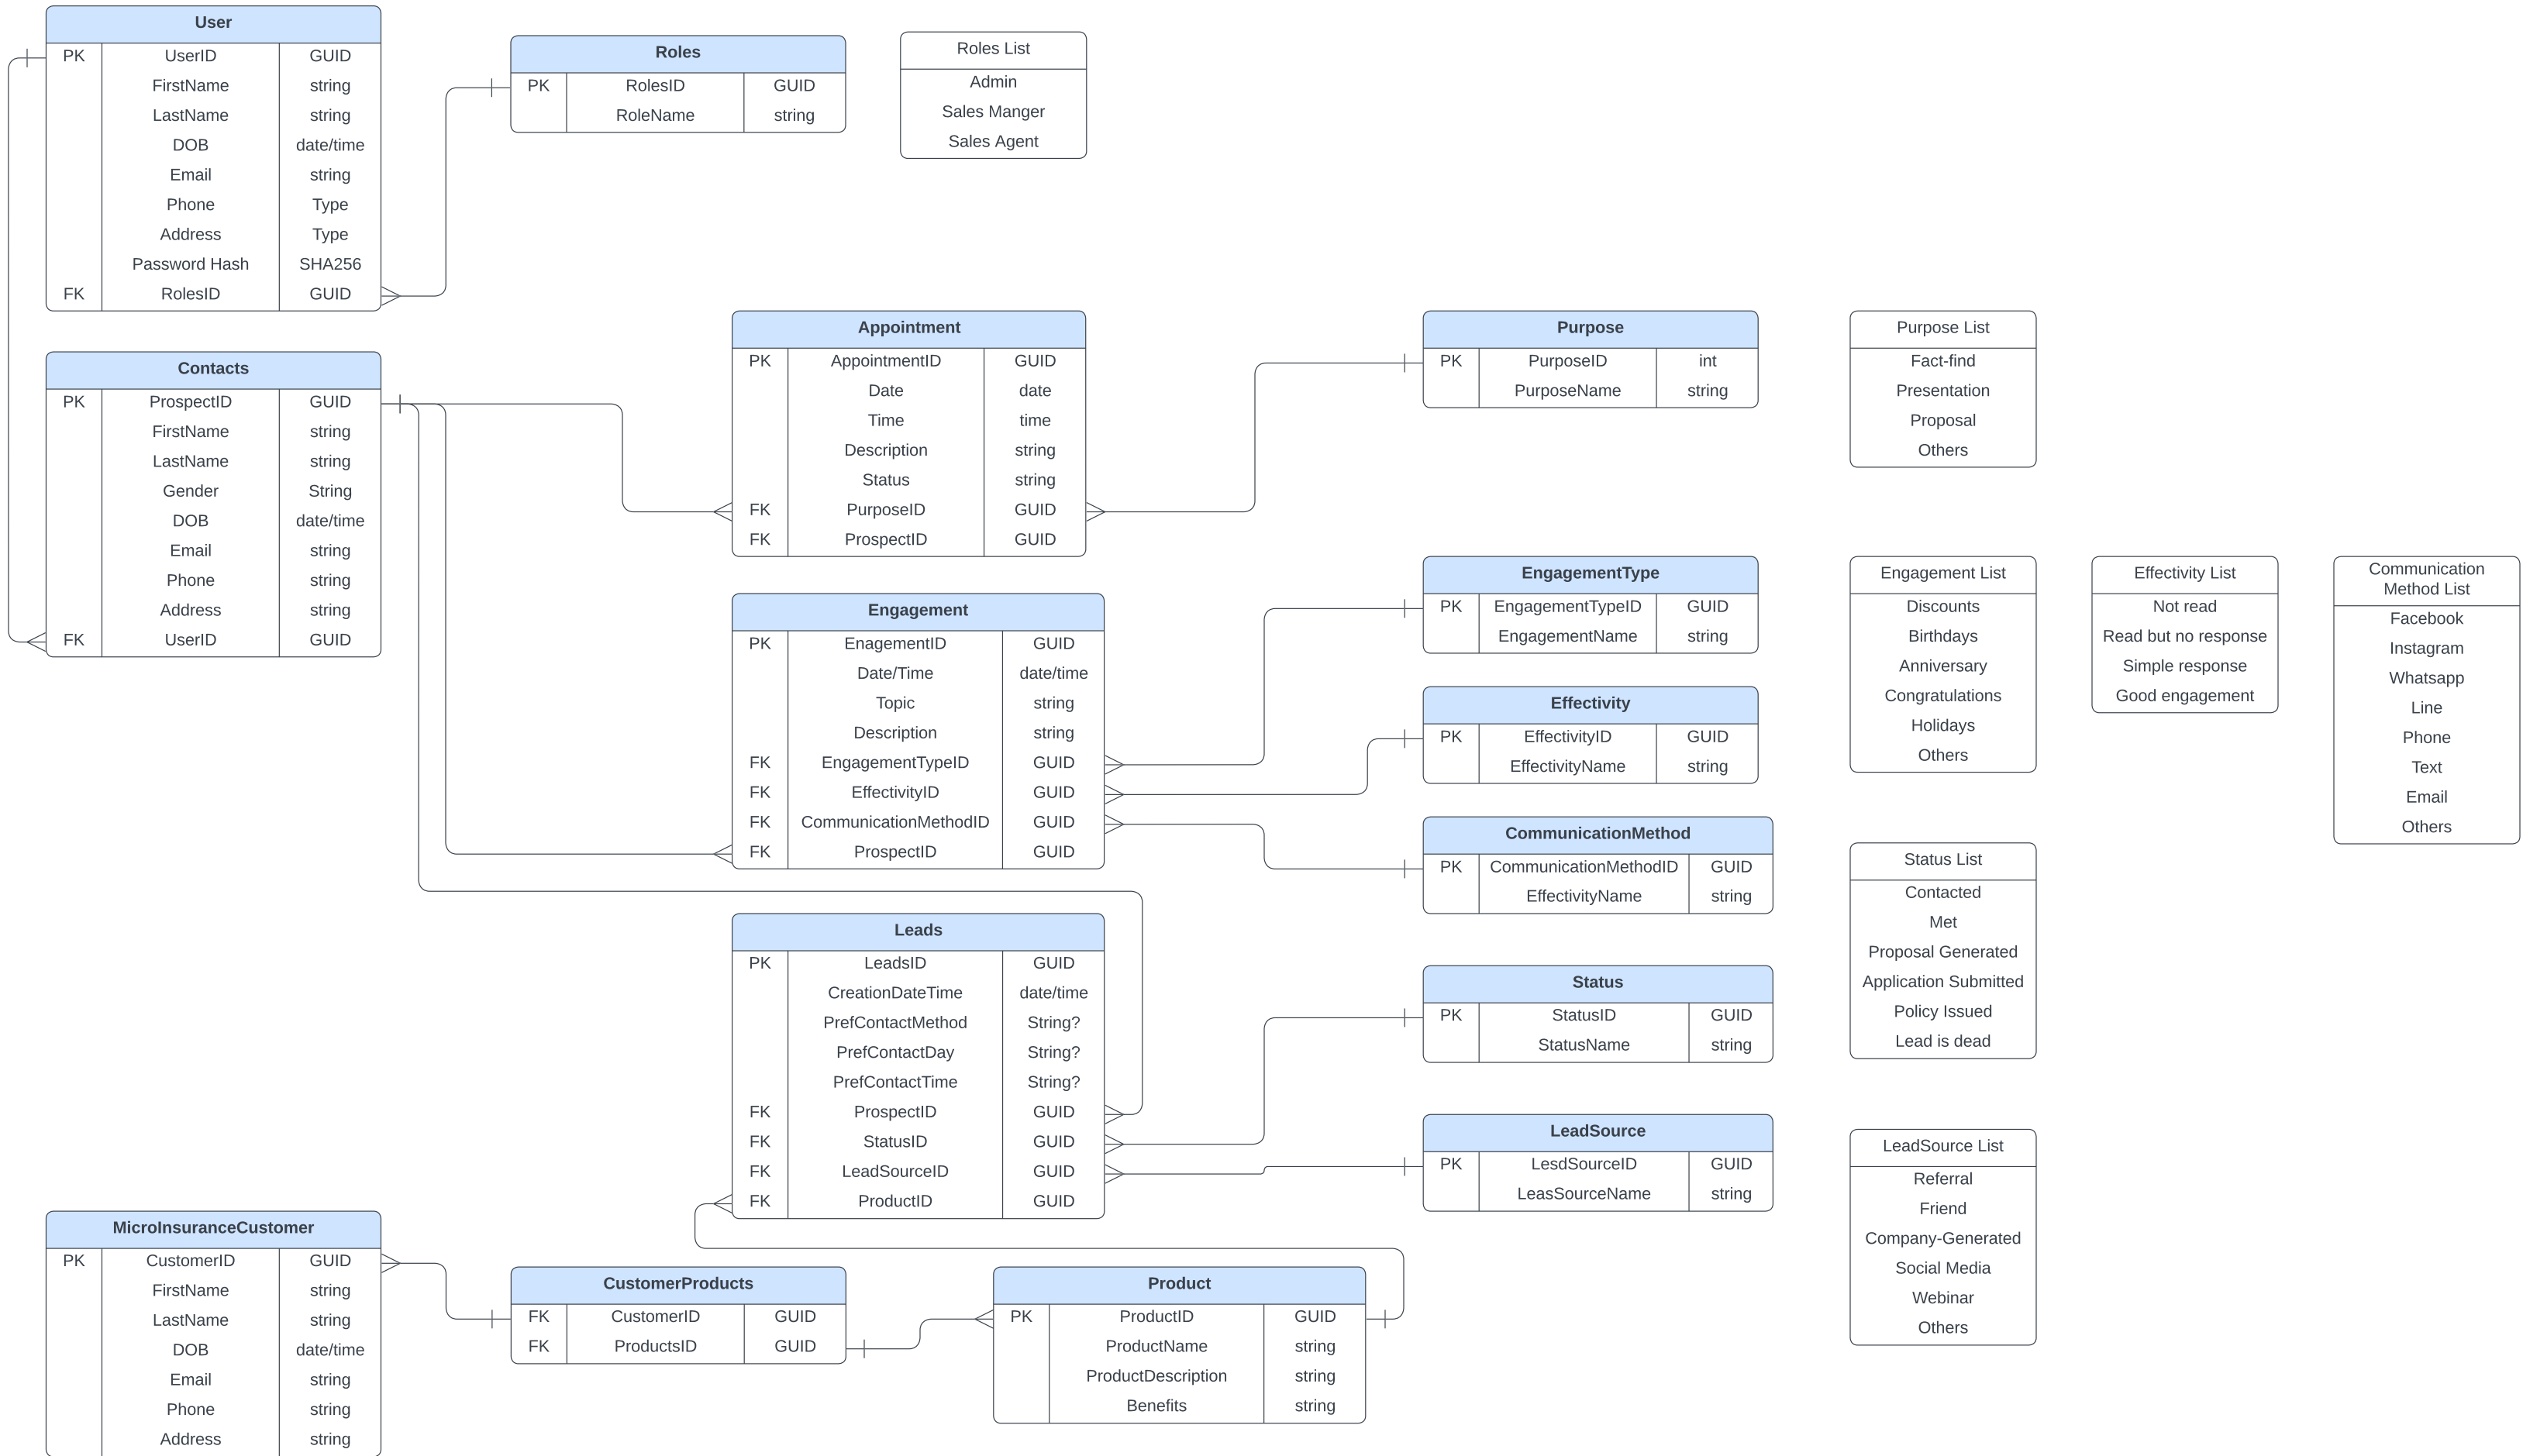 User
PK UserID GUID
FirstName string
LastName string
DOB date/time
Email string
Phone Type
Address Type
Password Hash SHA256
FK RolesID GUID
Roles
PK RolesID GUID
RoleName string
Roles List
Admin
Sales Manger
Sales Agent
Contacts
PK ProspectID GUID
FirstName string
LastName string
Gender String
DOB date/time
Email string
Phone string
Address string
FK UserID GUID
Appointment
PK AppointmentID GUID
Date date
Time time
Description string
Status string
FK PurposeID GUID
FK ProspectID GUID
Purpose
PK PurposeID int
PurposeName string
Purpose List
Fact-find
Presentation
Proposal
Others
Engagement
PK EnagementID GUID
Date/Time date/time
Topic string
Description string
FK EngagementTypeID GUID
FK EffectivityID GUID
FK CommunicationMethodID GUID
FK ProspectID GUID
EngagementType
PK EngagementTypeID GUID
EngagementName string
Effectivity
PK EffectivityID GUID
EffectivityName string
CommunicationMethod
PK CommunicationMethodID GUID
EffectivityName string
Engagement List
Discounts
Birthdays
Anniversary
Congratulations
Holidays
Others
Effectivity List
Not read
Read but no response
Simple response
Good engagement
Communication
Method List
Facebook
Instagram
Whatsapp
Line
Phone
Text
Email
Others
Leads
PK LeadsID GUID
CreationDateTime date/time
PrefContactMethod String?
PrefContactDay String?
PrefContactTime String?
FK ProspectID GUID
FK StatusID GUID
FK LeadSourceID GUID
FK ProductID GUID
Status
PK StatusID GUID
StatusName string
Status List
Contacted
Met
Proposal Generated
Application Submitted
Policy Issued
Lead is dead
LeadSource
PK LesdSourceID GUID
LeasSourceName string
LeadSource List
Referral
Friend
Company-Generated
Social Media
Webinar
Others
MicroInsuranceCustomer
PK CustomerID GUID
FirstName string
LastName string
DOB date/time
Email string
Phone string
Address string
CustomerProducts
FK CustomerID GUID
FK ProductsID GUID
Product
PK ProductID GUID
ProductName string
ProductDescription string
Benefits string